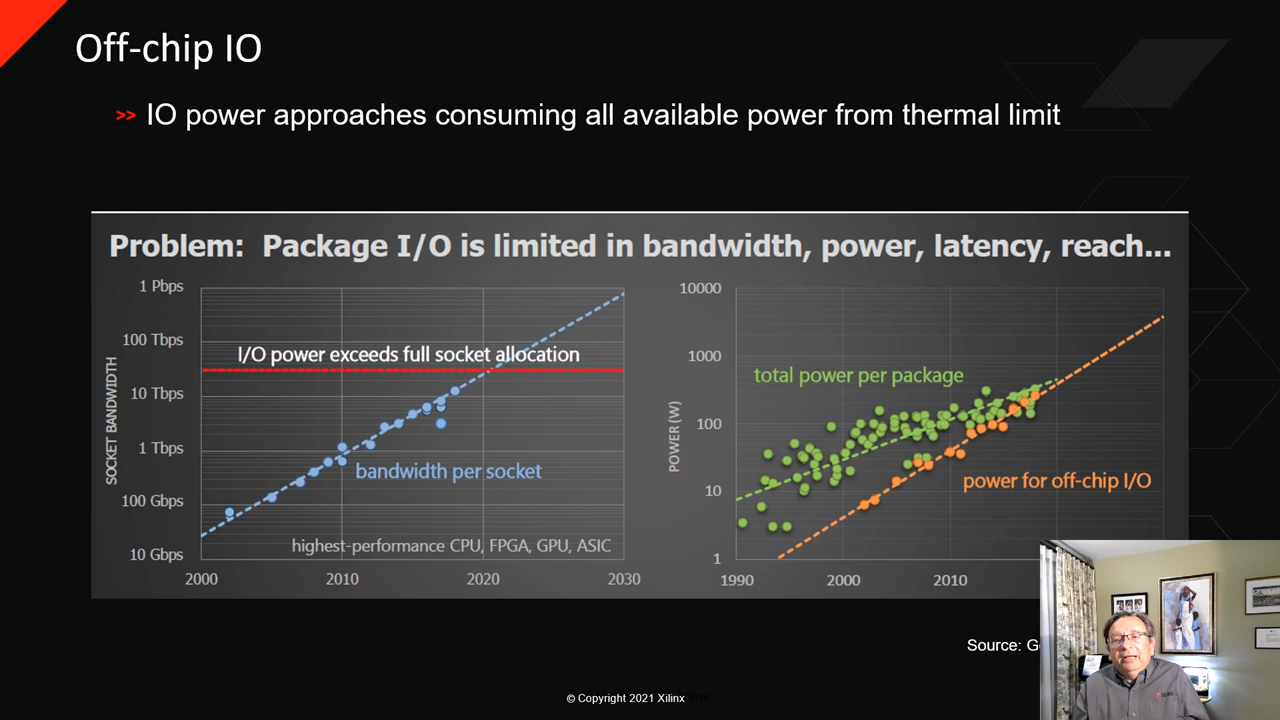 Off-chip IO
>> IO power approaches consuming all available power from thermal limit
Problem: Package I/O is limited in bandwidth, power, latency, reach...
1 Pbps
100 Tbps
10 Tbps
1 Tbps
100 Gbps
10 Gbps
SOCKET BANDWIDTH
I/O power exceeds full socket allocation
bandwidth per socket
highest-performance CPU, FPGA, GPU, ASIC
2000 2010 2020 2030
10000
1000
100
10
1
POWER (W)
total power per package
power for off-chip I/O
1990 2000 2010
Source:
© Copyright 2021 Xilinx